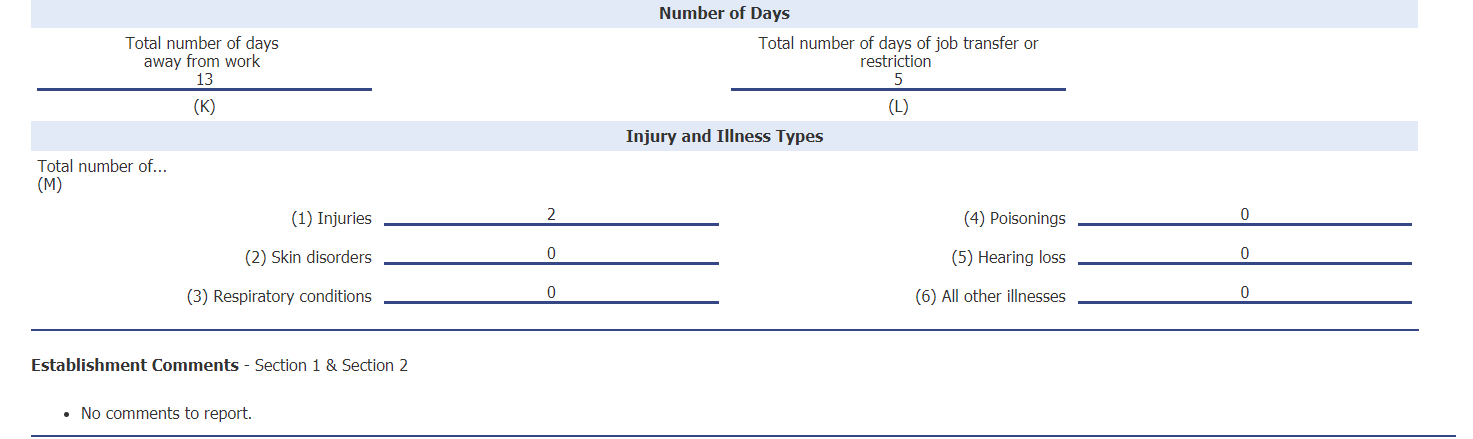 Number of Days
Total number of days
away from work
13
(K)
Total number of days of job transfer or
restriction
5
(L)
Injury and Illness Types
Total number of...
(M)
(1) Injuries 2
(4) Poisonings 0
(2) Skin disorders 0
(5) Hearing loss 0
(3) Respiratory conditions 0
(6) All other illnesses 0
Establishment Comments - Section 1 & Section 2
• No comments to report.